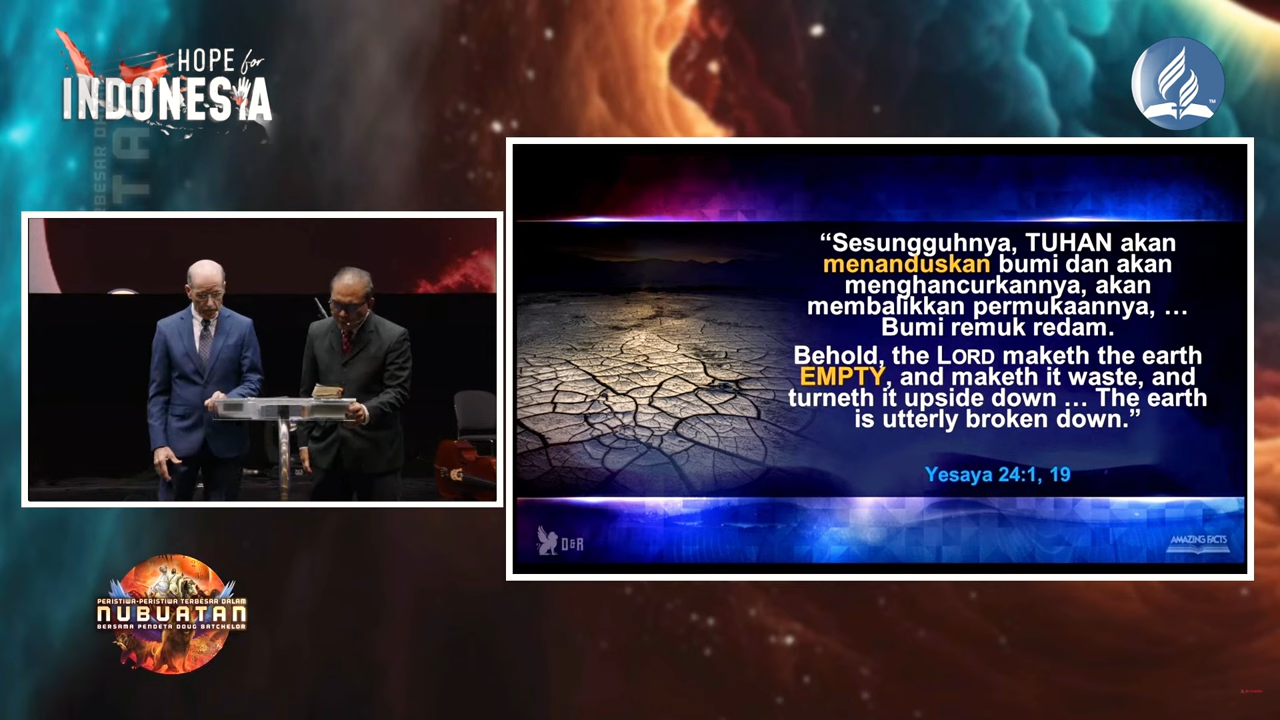 HOPE for
INDONESIA
“Sesungguhnya, TUHAN akan
menanduskan bumi dan akan
menghancurkannya, akan
membalikkan permukaannya, …
Bumi remuk redam.
Behold, the LORD maketh the earth
EMPTY, and maketh it waste, and
turneth it upside down … The earth
is utterly broken down.”
Yesaya 24:1, 19
D&R
AMAZING FACTS
PERISTIWA-PERISTIWA TERBESAR DALAM
NUBUATAN
BERSAMA PENDETA DOUG BATCHELOR